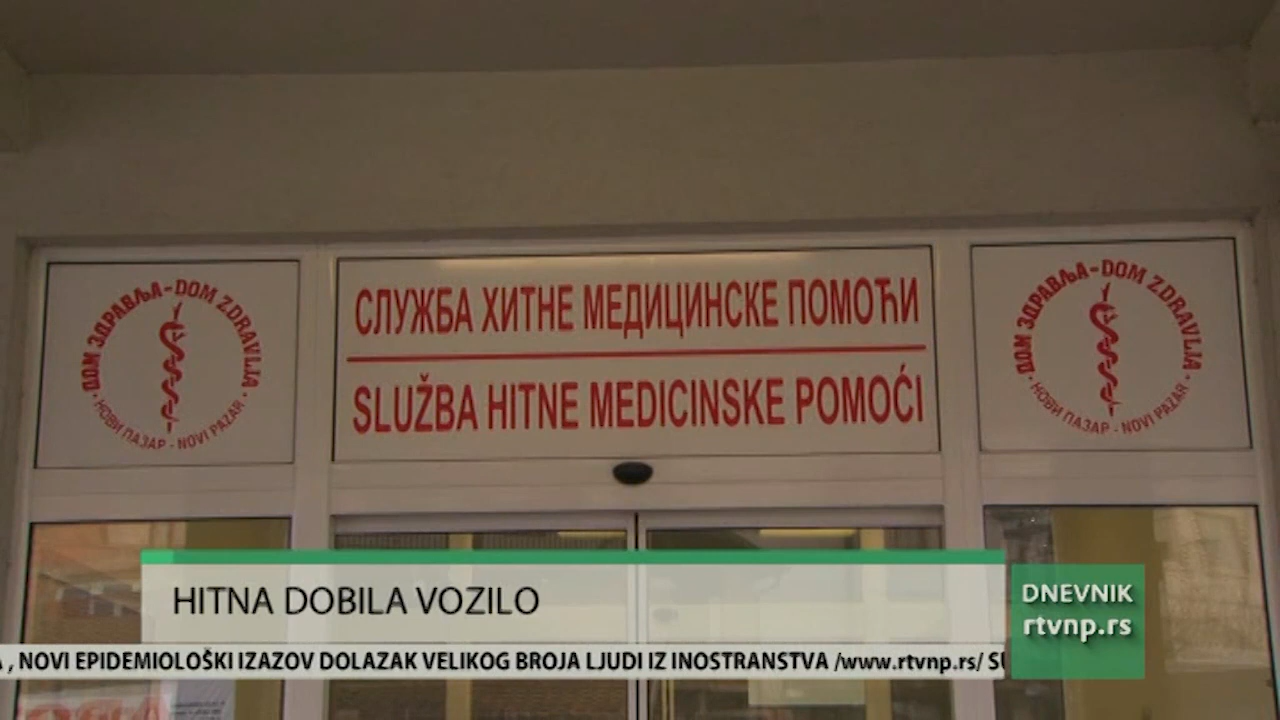 ДОМ ЗДРАВЉА-DOM ZDRAVLJA
· НОВИ ПАЗАР - NOVI PAZAR ·
СЛУЖБА ХИТНЕ МЕДИЦИНСКЕ ПОМОЋИ
SLUŽBA HITNE MEDICINSKE POMOĆI
ДОМ ЗДРАВЉА-DOM ZDRAVLJA
· НОВИ ПАЗАР - NOVI PAZAR ·
HITNA DOBILA VOZILO
DNEVNIK
rtvnp.rs
, NOVI EPIDEMIOLOŠKI IZAZOV DOLAZAK VELIKOG BROJA LJUDI IZ INOSTRANSTVA /www.rtvnp.rs/